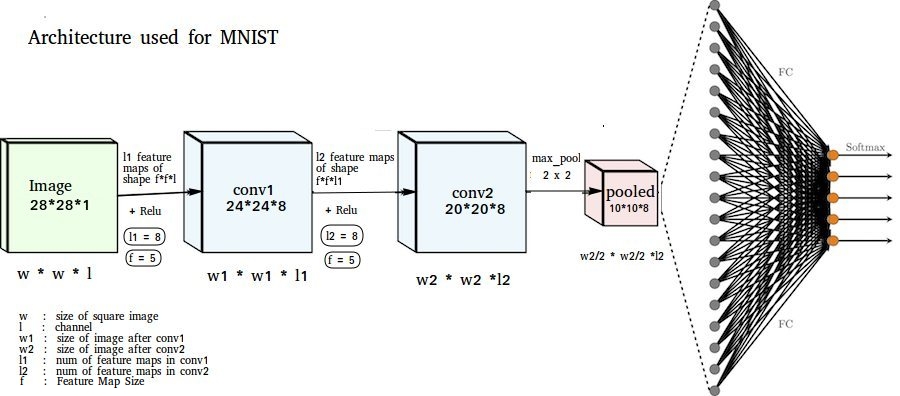 Architecture used for MNIST
FC
Softmax
l1 feature
maps of
shape f*f*l
l2 feature maps
of shape
f*f*l1
max_pool
2 x 2
Image
28*28*1
conv1
24*24*8
conv2
20*20*8
pooled
10*10*8
+ Relu
+ Relu
l1 = 8
f = 5
l2 = 8
f = 5
w * w * l
w1 * w1 * l1
w2 * w2 *l2
w2/2 * w2/2 *l2
FC
w : size of square image
l : channel
w1 : size of image after conv1
w2 : size of image after conv2
l1 : num of feature maps in conv1
l2 : num of feature maps in conv2
f : Feature Map Size